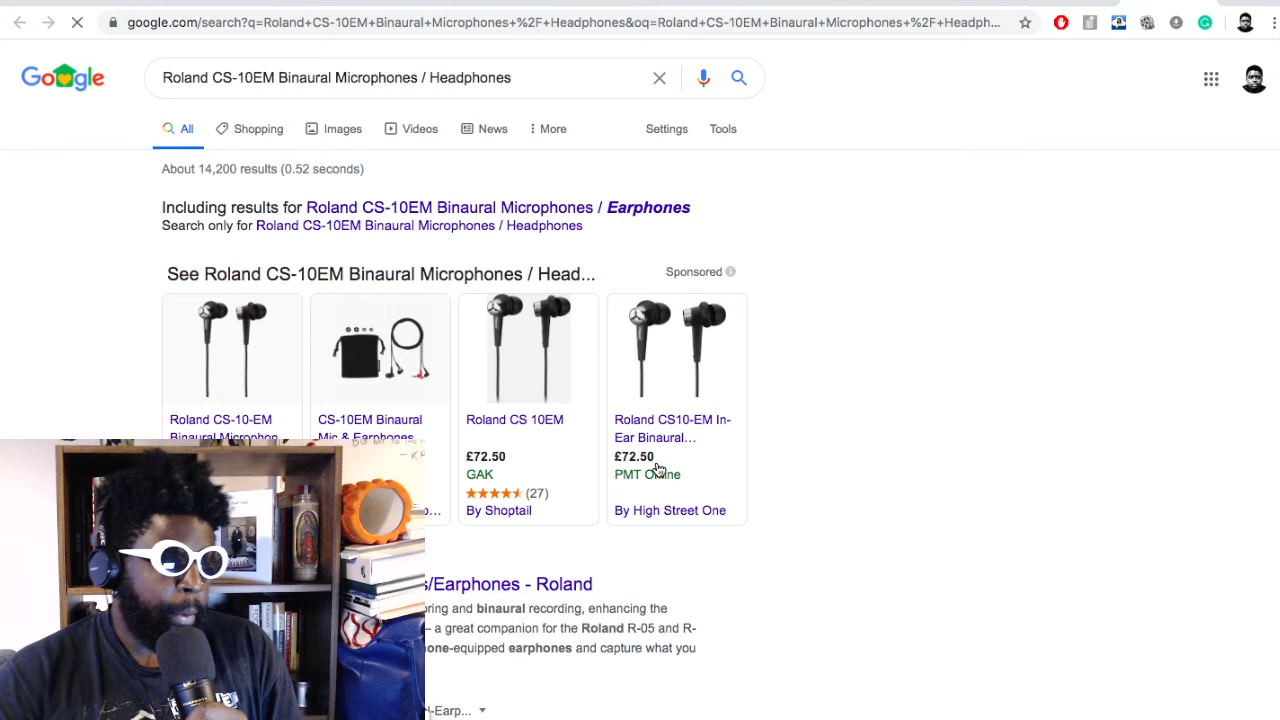 google.com/search?q=Roland+CS-10EM+Binaural+Microphones+%2F+Headphones&oq=Roland+CS-10EM+Binaural+Microphones+%2F+Headph...
Google
Roland CS-10EM Binaural Microphones / Headphones
All Shopping Images Videos News More Settings Tools
About 14,200 results (0.52 seconds)
Including results for Roland CS-10EM Binaural Microphones / Earphones
Search only for Roland CS-10EM Binaural Microphones / Headphones
See Roland CS-10EM Binaural Microphones / Head... Sponsored
Roland CS-10-EM CS-10EM Binaural Roland CS 10EM Roland CS10-EM In-
Binaural Microphon Mic & Earphones Ear Binaural...
£72.50 £72.50
GAK PMT Online
(27)
o... By Shoptail By High Street One
s/Earphones - Roland
ring and binaural recording, enhancing the
– a great companion for the Roland R-05 and R-
one-equipped earphones and capture what you
l-Earp...